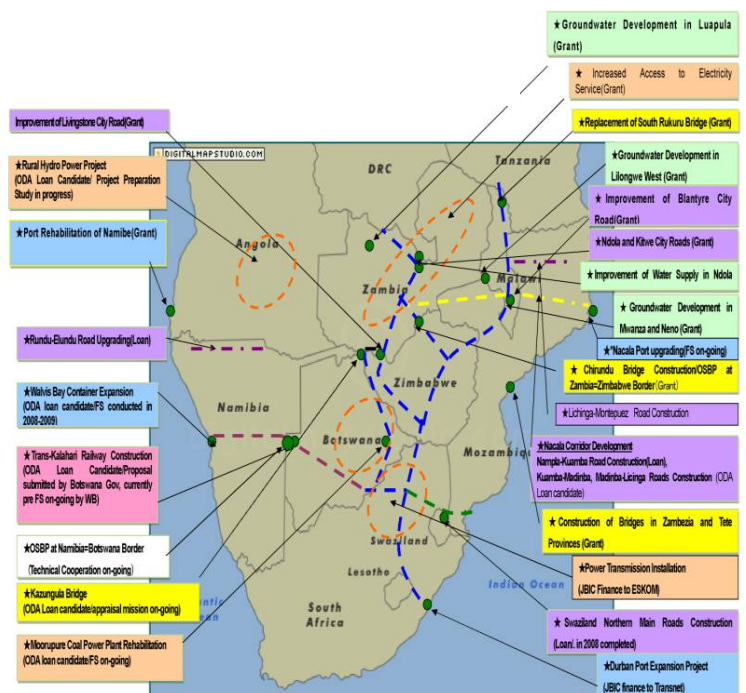 ★Groundwater Development in Luapula
(Grant)
★ Increased Access to Electricity
Service(Grant)
★Replacement of South Rukuru Bridge (Grant)
★Groundwater Development in
Lilongwe West (Grant)
★ Improvement of Blantyre City
Road(Grant)
★Ndola and Kitwe City Roads (Grant)
★Improvement of Water Supply in Ndola
★ Groundwater Development in
Mwanza and Neno (Grant)
★"Nacala Port upgrading(FS on-going)
★ Chirundu Bridge Construction/OSBP at
Zambia=Zimbabwe Border(Grant)
★Lichinga-Montepuez Road Construction
★Nacala Corridor Development
Nampla-Kuamba Road Construction(Loan),
Kuamba-Madinba, Madinba-Licinga Roads Construction (ODA
Loan candidate)
★Construction of Bridges in Zambezia and Tete
Provinces (Grant)
★Power Transmission Installation
(JBIC Finance to ESKOM)
★ Swaziland Northern Main Roads Construction
(Loan/. in 2008 completed)
★Durban Port Expansion Project
(JBIC finance to Transnet)
Improvement of Livingstone City Road(Grant)
★Rural Hydro Power Project
(ODA Loan Candidate/ Project Preparation
Study in progress)
★Port Rehabilitation of Namibe(Grant)
★Rundu-Elundu Road Upgrading(Loan)
★Walvis Bay Container Expansion
(ODA loan candidate/FS conducted in
2008-2009)
★Trans-Kalahari Railway Construction
(ODA Loan Candidate/Proposal
submitted by Botswana Gov, currently
pre FS on-going by WB)
★OSBP at Namibia=Botswana Border
(Technical Cooperation on-going)
★Kazungula Bridge
(ODA Loan candidate/appraisal mission on-going)
★Moorupure Coal Power Plant Rehabilitation
(ODA loan candidate/FS on-going)
DIGITALMAPSTUDIO.COM
DRC
Tanzania
Angola
Zambia
Malawi
Zimbabwe
Namibia
Botswana
Mozambiqu
Swaziland
Lesotho
South
Africa
Indian Ocean